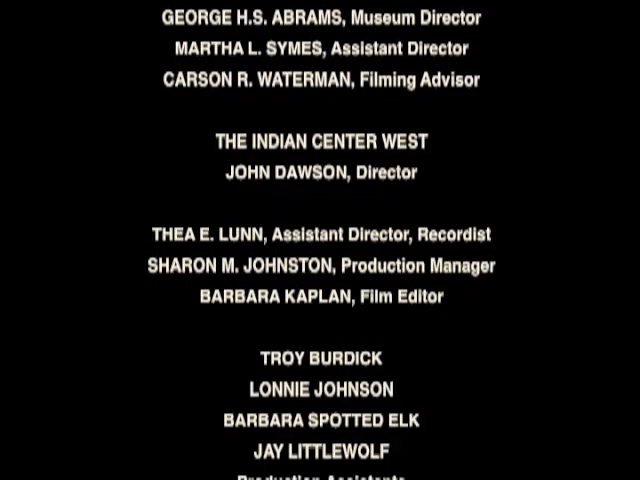 GEORGE H.S. ABRAMS, Museum Director
MARTHA L. SYMES, Assistant Director
CARSON R. WATERMAN, Filming Advisor
THE INDIAN CENTER WEST
JOHN DAWSON, Director
THEA E. LUNN, Assistant Director, Recordist
SHARON M. JOHNSTON, Production Manager
BARBARA KAPLAN, Film Editor
TROY BURDICK
LONNIE JOHNSON
BARBARA SPOTTED ELK
JAY LITTLEWOLF
Production Assistants